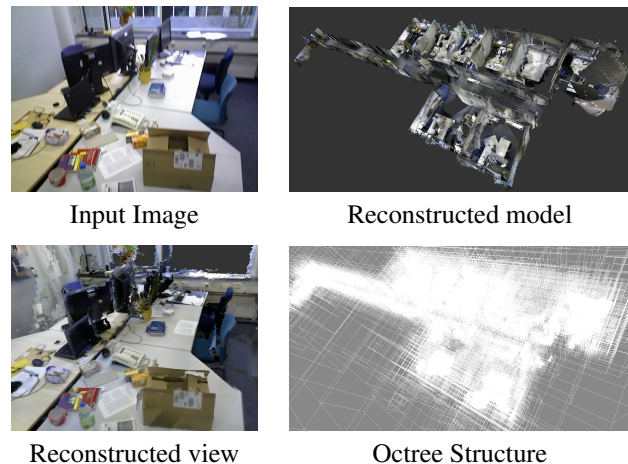 Input Image
Reconstructed model
Reconstructed view
Octree Structure